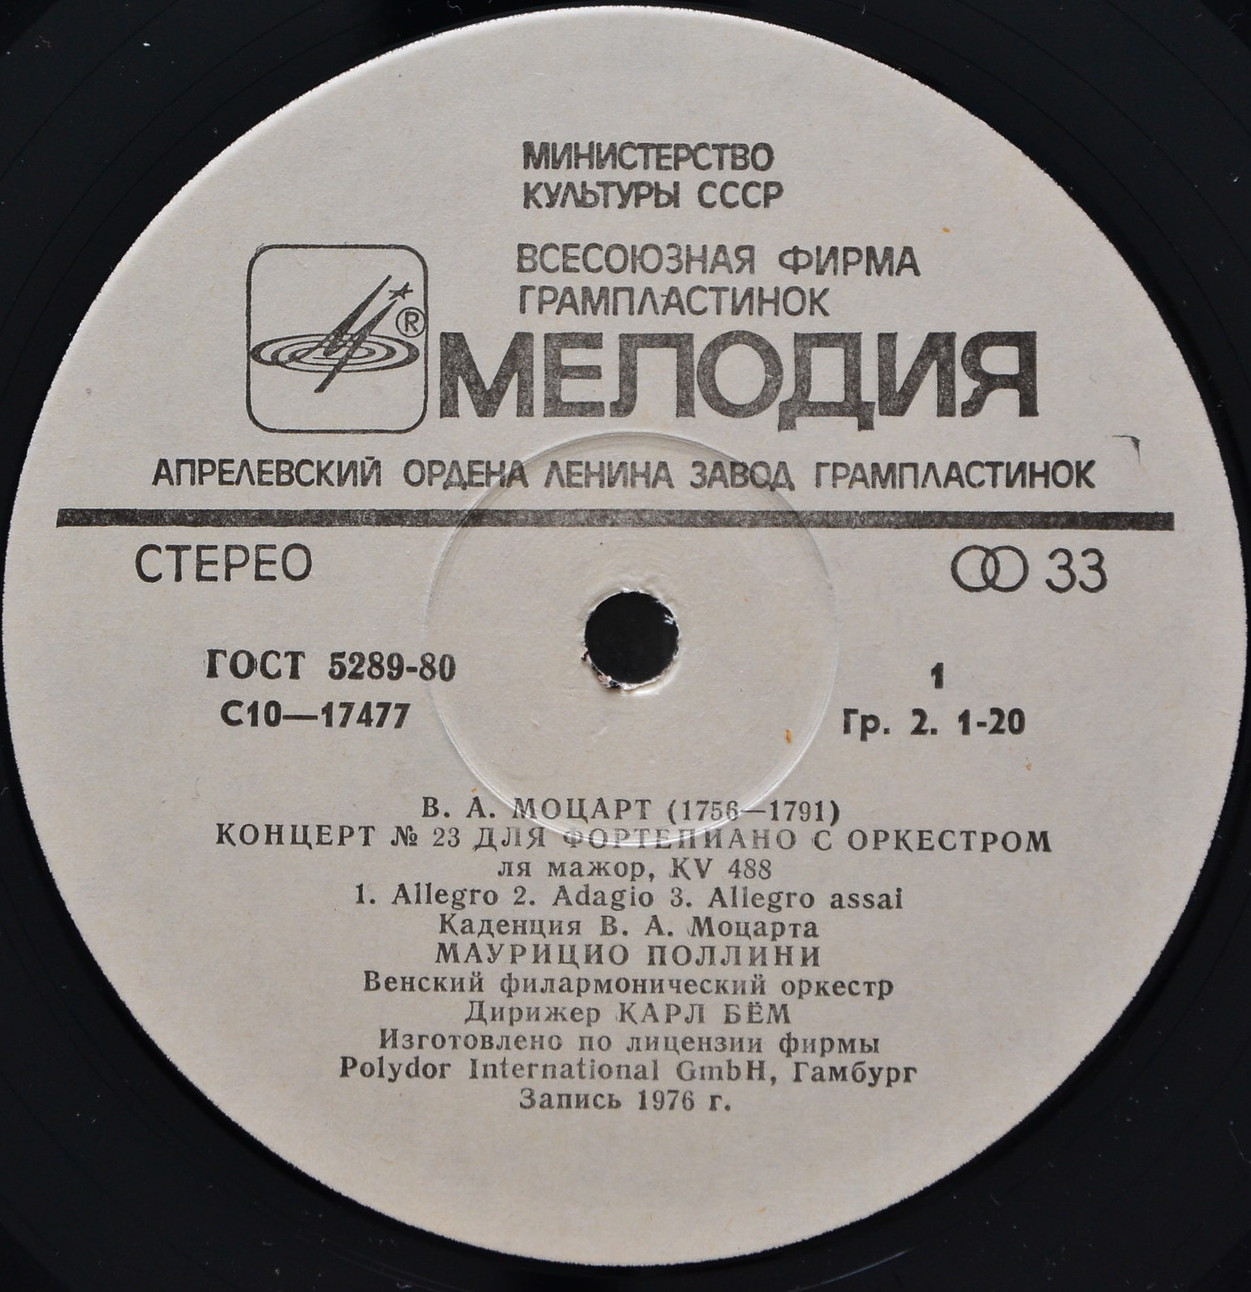 МИНИСТЕРСТВО
КУЛЬТУРЫ СССР
ВСЕСОЮЗНАЯ ФИРМА
ГРАМПЛАСТИНОК
®
МЕЛОДИЯ
АПРЕЛЕВСКИЙ ОРДЕНА ЛЕНИНА ЗАВОД ГРАМПЛАСТИНОК
СТЕРЕО
33
ГОСТ 5289-80
1
С10—17477
Гр. 2. 1-20
В. А. МОЦАРТ (1756—1791)
КОНЦЕРТ № 23 ДЛЯ ФОРТЕПИАНО С ОРКЕСТРОМ
ля мажор, KV 488
1. Allegro 2. Adagio 3. Allegro assai
Каденция В. А. Моцарта
МАУРИЦИО ПОЛЛИНИ
Венский филармонический оркестр
Дирижер КАРЛ БЁМ
Изготовлено по лицензии фирмы
Polydor International GmbH, Гамбург
Запись 1976 г.